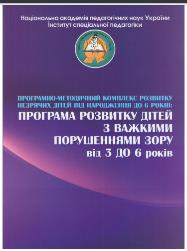 Національна академія педагогічних наук України
Інститут спеціальної педагогіки
ПРОГРАМНО-МЕТОДИЧНИЙ КОМПЛЕКС РОЗВИТКУ
НЕЗРЯЧИХ ДІТЕЙ ВІД НАРОДЖЕННЯ ДО 6 РОКІВ:
ПРОГРАМА РОЗВИТКУ ДІТЕЙ
З ВАЖКИМИ
ПОРУШЕННЯМИ ЗОРУ
від 3 ДО 6 років